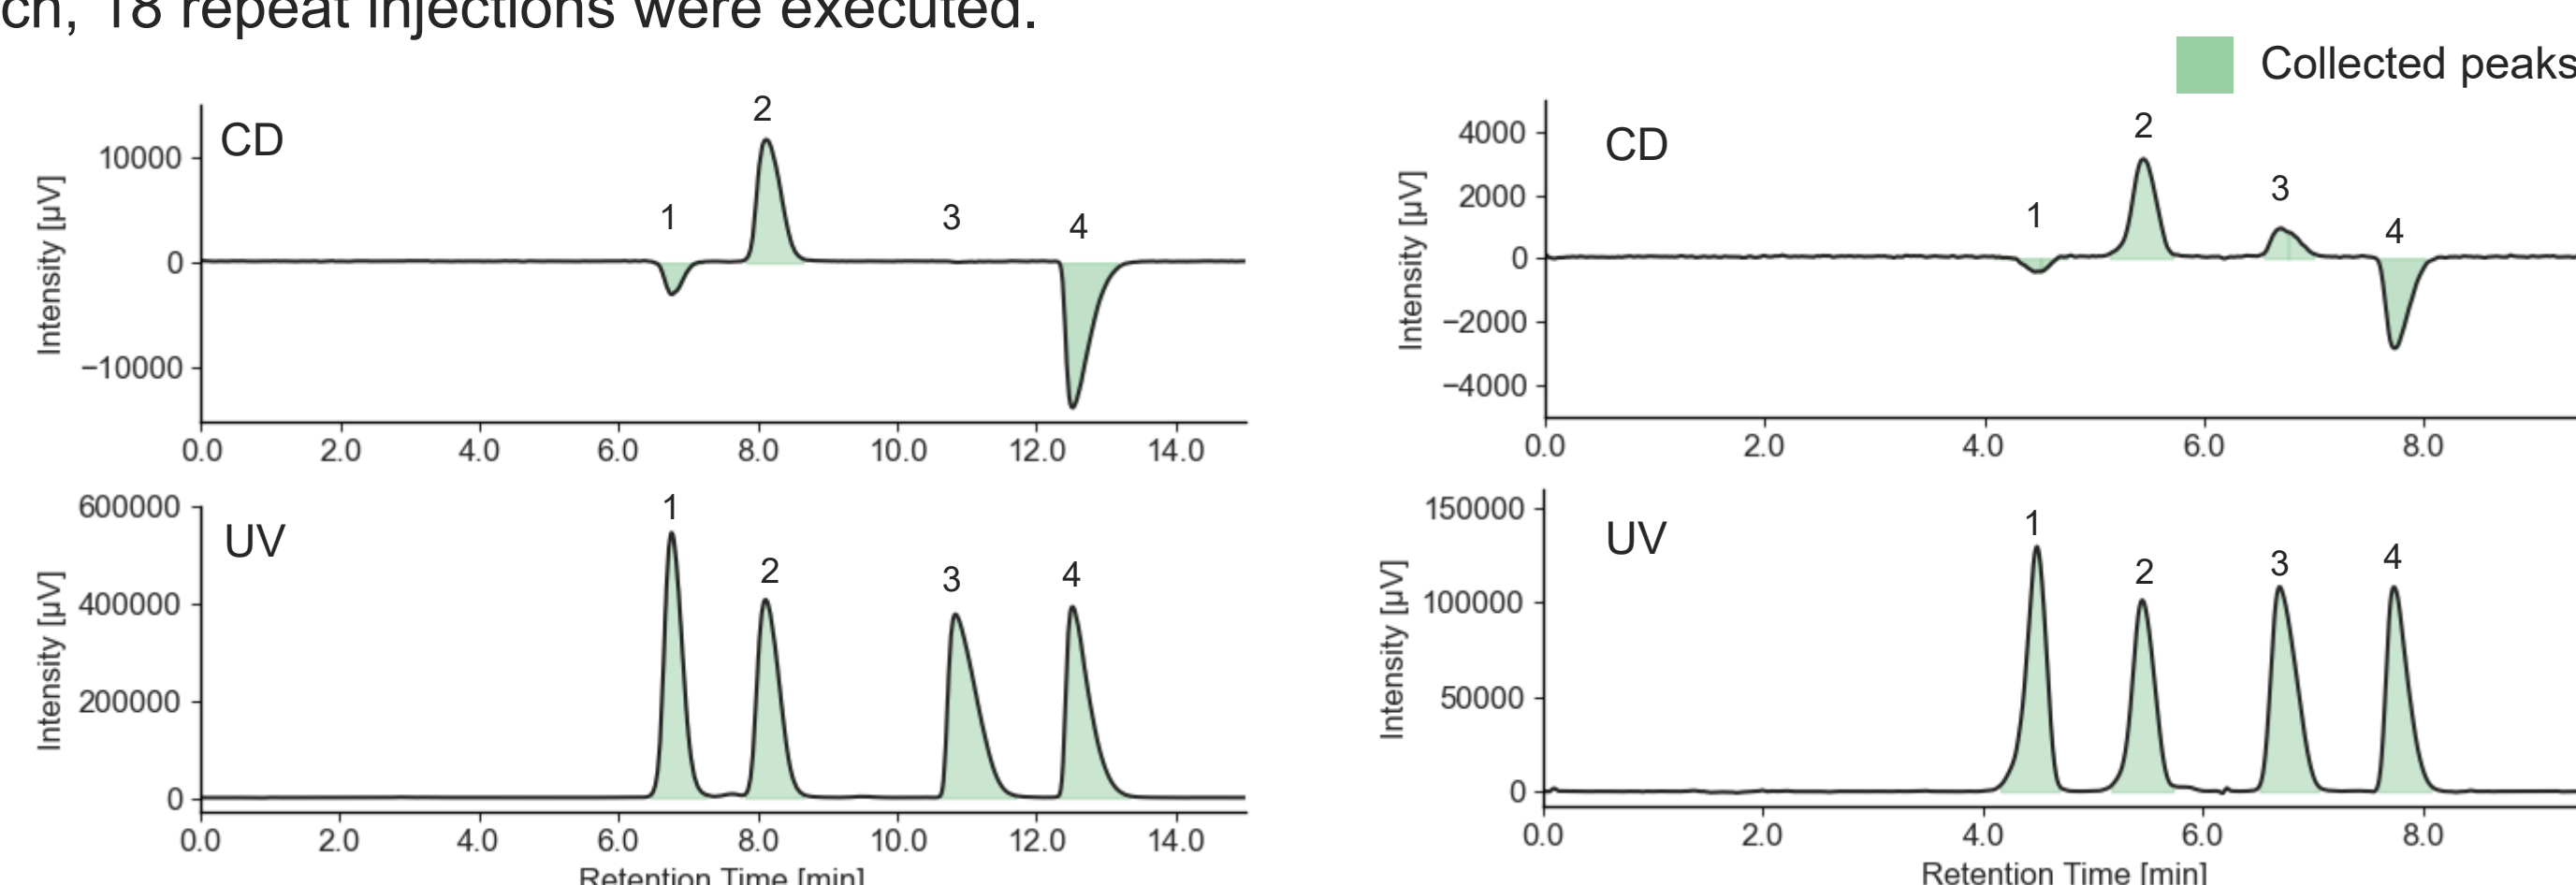 18 repeat injections were executed.
Collected peaks
CD
Intensity [µV]
10000
0
−10000
1
2
3
4
0.0 2.0 4.0 6.0 8.0 10.0 12.0 14.0
UV
Intensity [µV]
600000
400000
200000
0
1
2
3
4
0.0 2.0 4.0 6.0 8.0 10.0 12.0 14.0
Retention Time [min]
CD
Intensity [µV]
4000
2000
0
−2000
−4000
1
2
3
4
0.0 2.0 4.0 6.0 8.0
UV
Intensity [µV]
150000
100000
50000
0
1
2
3
4
0.0 2.0 4.0 6.0 8.0
Retention Time [min]